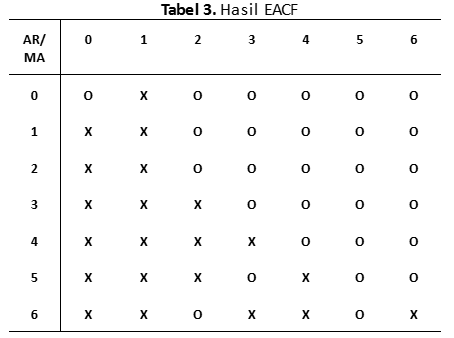 Tabel 3. Hasil EACF
AR/ MA 0 1 2 3 4 5 6
0 O X O O O O O
1 X X O O O O O
2 X X O O O O O
3 X X X O O O O
4 X X X X O O O
5 X X X O X O O
6 X X O X X O X